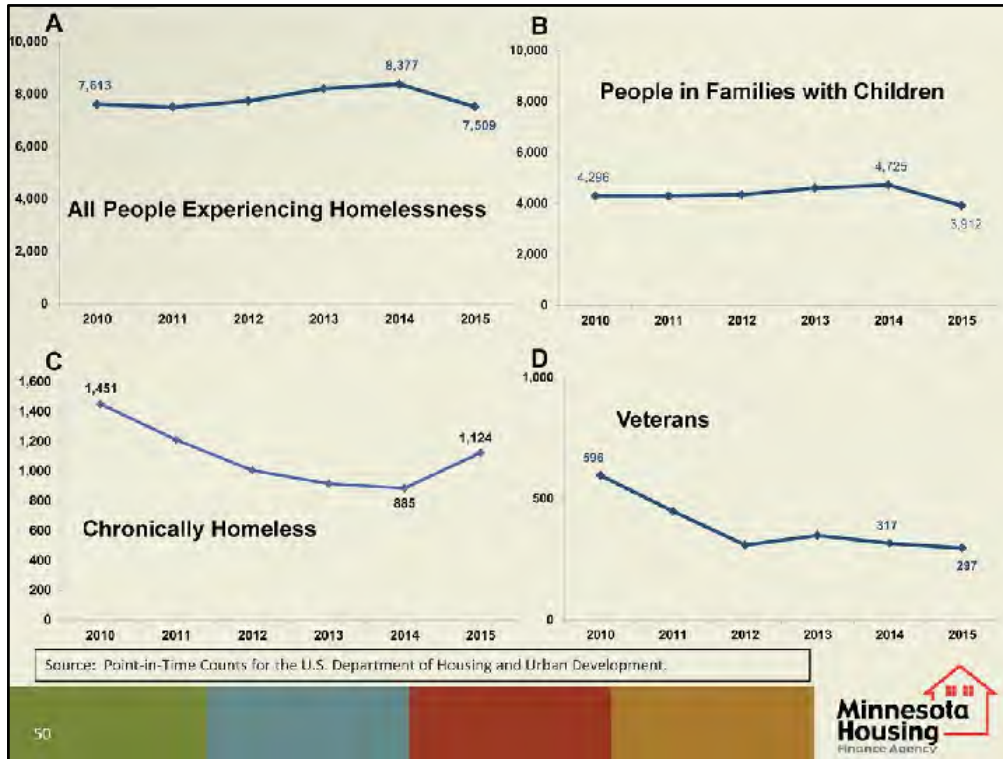 A
10,000
8,000
6,000
4,000
2,000
0
7,613
8,377
7,509
All People Experiencing Homelessness
2010 2011 2012 2013 2014 2015
B
10,000
8,000
6,000
4,000
2,000
0
People in Families with Children
4,296
4,725
3,912
2010 2011 2012 2013 2014 2015
C
1,600
1,400
1,200
1,000
800
600
400
200
0
1,451
1,124
885
Chronically Homeless
2010 2011 2012 2013 2014 2015
D
1,000
500
0
Veterans
596
317
297
2010 2011 2012 2013 2014 2015
Source: Point-in-Time Counts for the U.S. Department of Housing and Urban Development.
50
Minnesota
Housing
Finance Agency